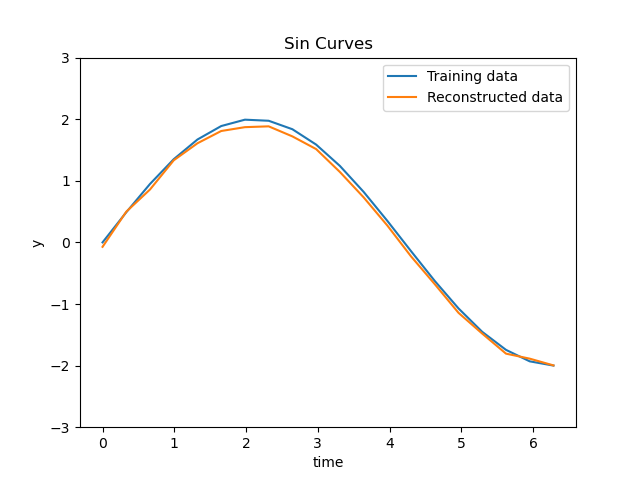 Sin Curves
Training data
Reconstructed data
y
3
2
1
0
−1
−2
−3
0 1 2 3 4 5 6
time